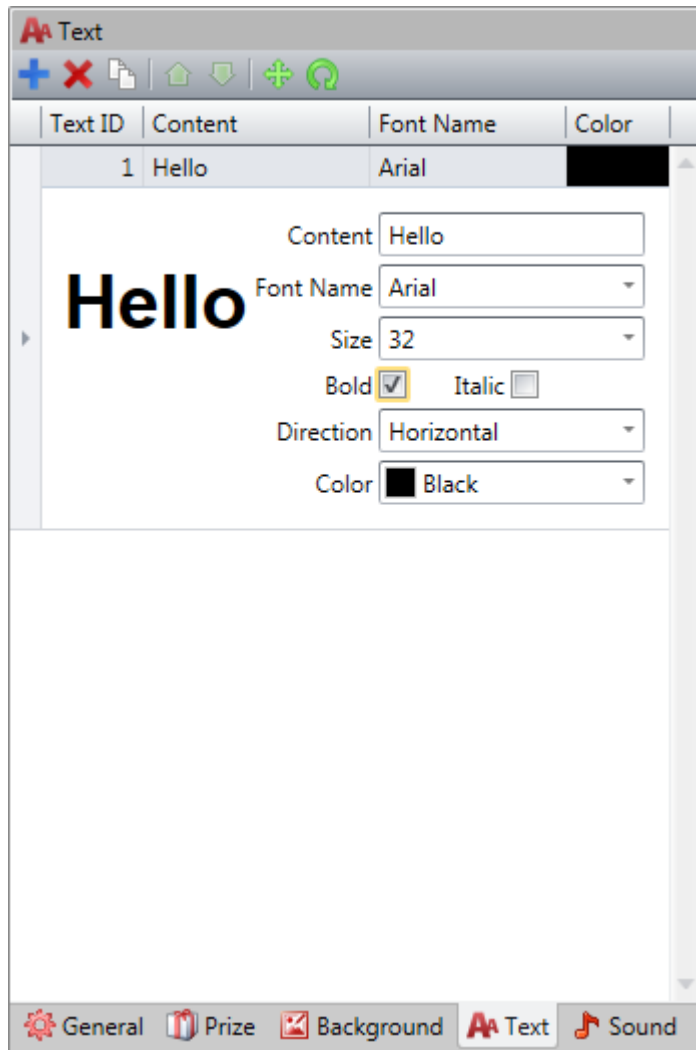 Text
Text ID Content Font Name Color
1 Hello Arial
Content Hello
Hello
Font Name Arial
Size 32
Bold Italic
Direction Horizontal
Color Black
General Prize Background Text Sound